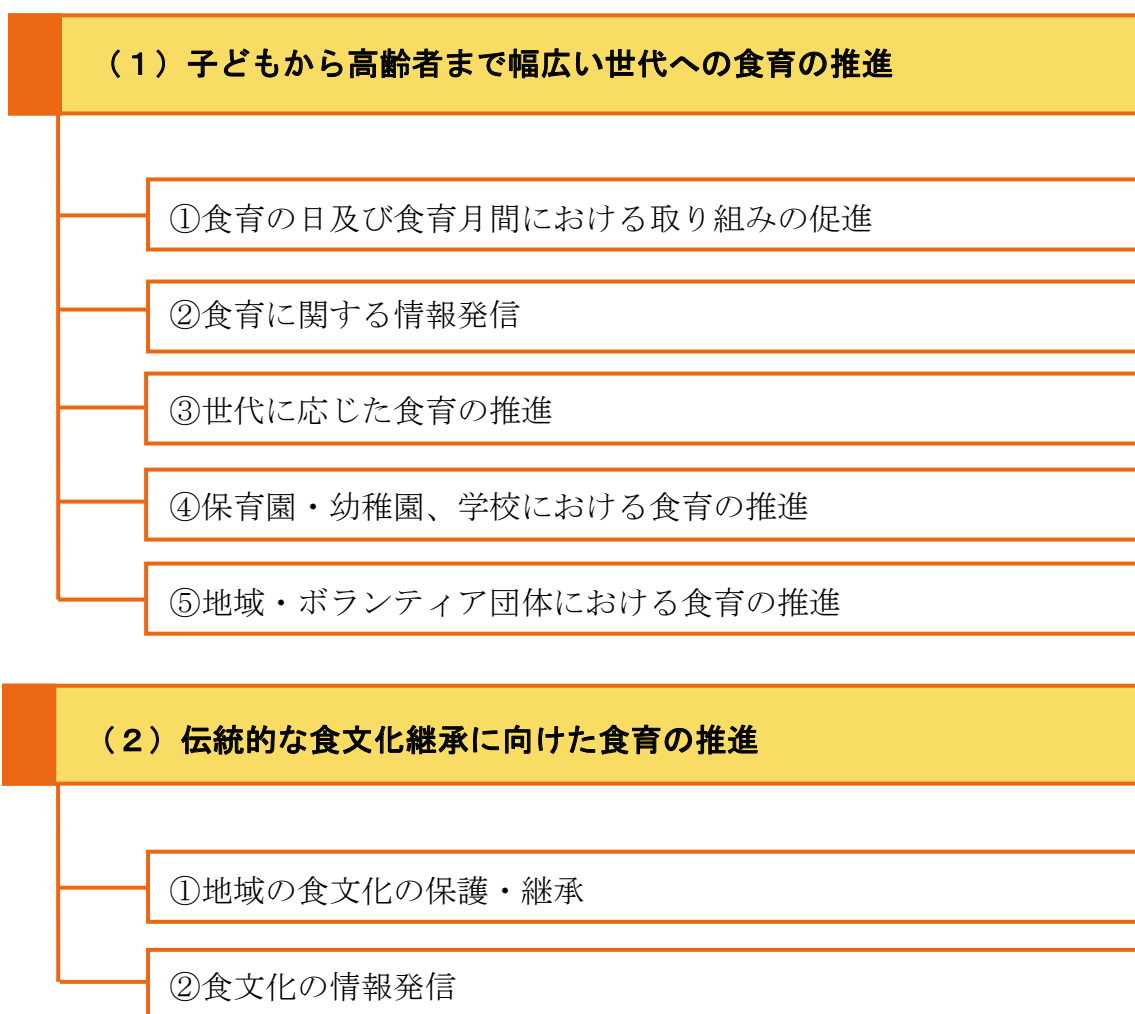 （１）子どもから高齢者まで幅広い世代への食育の推進
①食育の日及び食育月間における取り組みの促進
②食育に関する情報発信
③世代に応じた食育の推進
④保育園・幼稚園、学校における食育の推進
⑤地域・ボランティア団体における食育の推進
（２）伝統的な食文化継承に向けた食育の推進
①地域の食文化の保護・継承
②食文化の情報発信